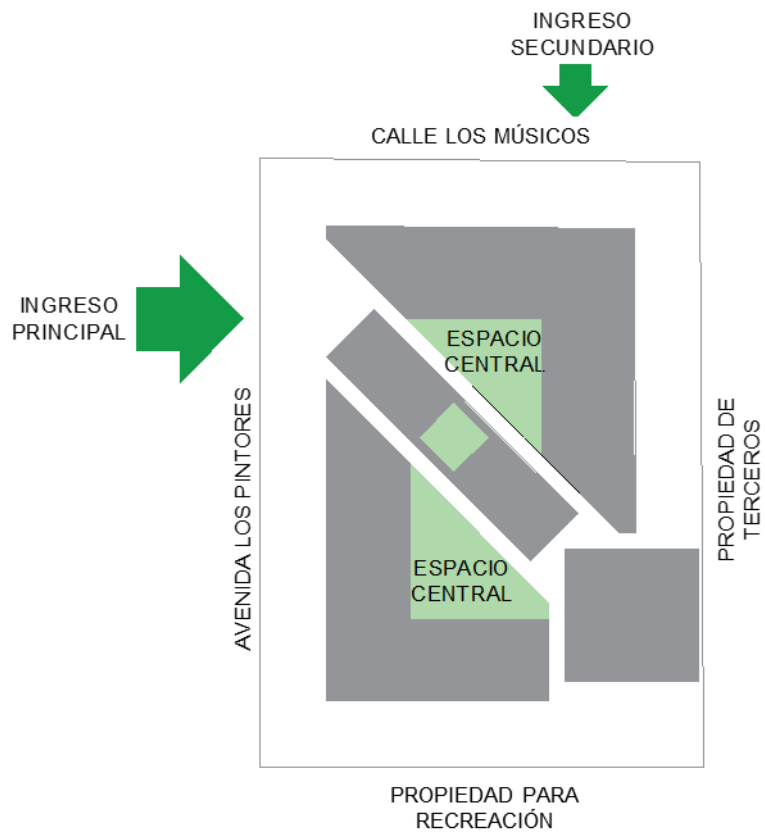 INGRESO
SECUNDARIO
CALLE LOS MÚSICOS
INGRESO
PRINCIPAL
ESPACIO
CENTRAL
AVENIDA LOS PINTORES
PROPIEDAD DE
TERCEROS
ESPACIO
CENTRAL
PROPIEDAD PARA
RECREACIÓN